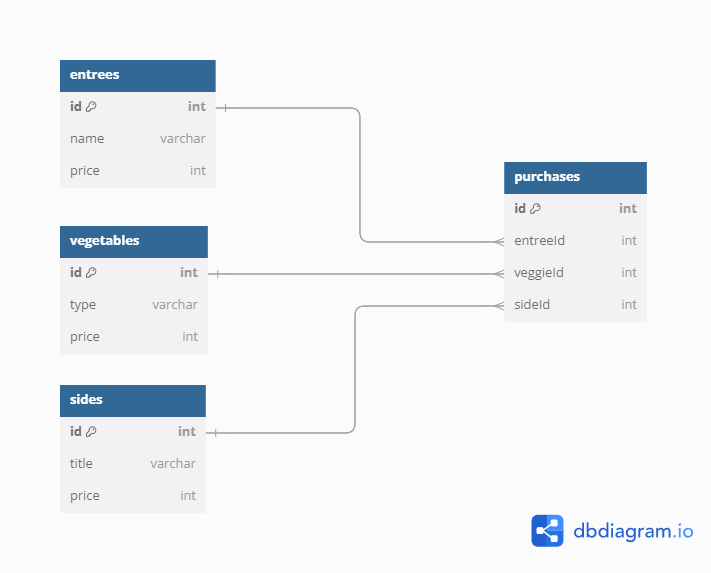 entrees
id int
name varchar
price int
purchases
id int
entreeId int
veggieId int
sideId int
vegetables
id int
type varchar
price int
sides
id int
title varchar
price int
dbdiagram.io